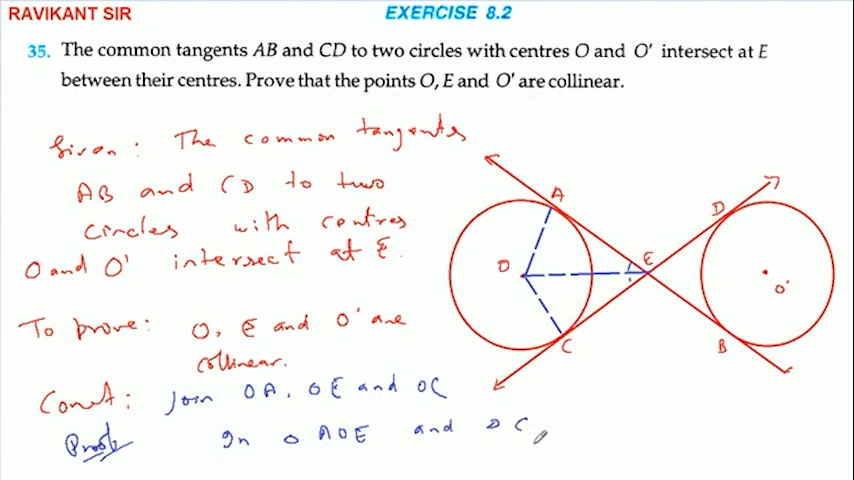 RAVIKANT SIR
EXERCISE 8.2
35. The common tangents AB and CD to two circles with centres O and O' intersect at E
between their centres. Prove that the points O, E and O' are collinear.
Given: The common tangents
AB and CD to two
circles with centres
O and O' intersect at E.
To prove: O, E and O' are
collinear.
Const: Join OA, OE and OC
Proof In △ AOE and △ C
A
D
O
E
O'
C
B